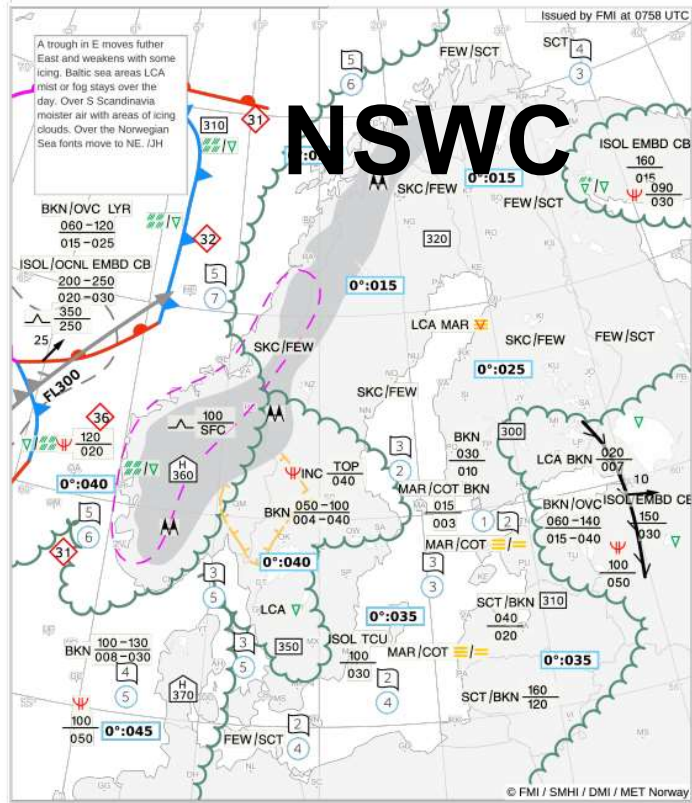 Issued by FMI at 0758 UTC
A trough in E moves futher
East and weakens with some
icing. Baltic sea areas LCA
mist or fog stays over the
day. Over S Scandinavia
moister air with areas of icing
clouds. Over the Norwegian
Sea fonts move to NE. /JH
NSWC
5
6
FEW/SCT
SCT
4
3
310
31
ISOL EMBD CB
160
015
090
030
SKC/FEW
0°:015
FEW/SCT
BKN/OVC LYR
060-120
015-025
32
320
ISOL/OCNL EMBD CB
200-250
020-030
350
250
25
5
7
0°:015
LCA MAR
SKC/FEW
SKC/FEW
FEW/SCT
0°:025
FL300
SKC/FEW
36
100
SFC
300
120
020
H
360
3
2
BKN
030
010
LCA BKN
020
007
INC
TOP
040
0°:040
MAR/COT BKN
015
003
10
ISOL EMBD CB
150
030
BKN
050-100
004-040
BKN/OVC
060-140
015-040
5
6
1
2
31
MAR/COT
0°:040
3
3
100
050
3
5
SCT/BKN
040
020
310
LCA
0°:035
3
5
350
ISOL TCU
100
030
MAR/COT
0°:035
BKN
100-130
008-030
4
5
H
370
2
4
SCT/BKN
160
120
100
050
0°:045
FEW/SCT
2
4
© FMI / SMHI / DMI / MET Norway